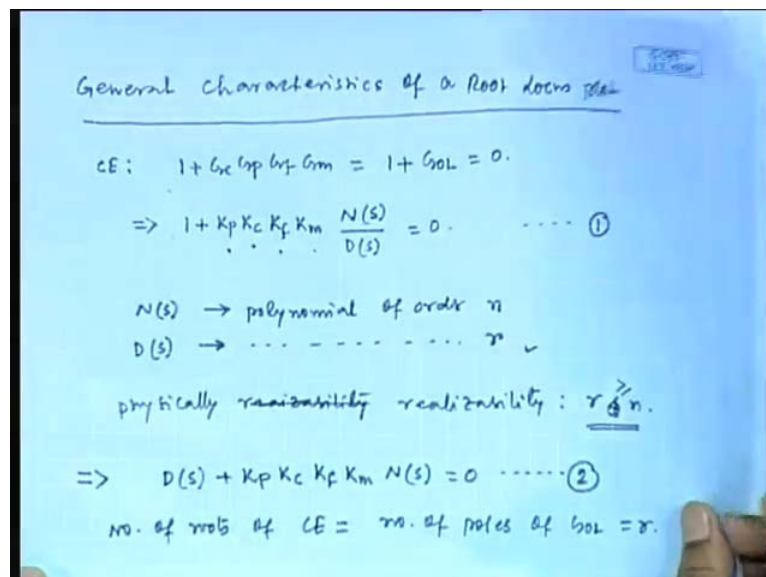 General characteristics of a Root Locus plot
CE: 1 + Gc Gp Gf Gm = 1 + GOL = 0.
=> 1 + Kp Kc Kf Km N(s)/D(s) = 0. .... ①
N(s) → polynomial of order n
D(s) → ... - ... - .. ... r ✓
physically realizability : r ≥ n.
=> D(s) + Kp Kc Kf Km N(s) = 0 ...... ②
No. of roots of CE = no. of poles of GOL = r.